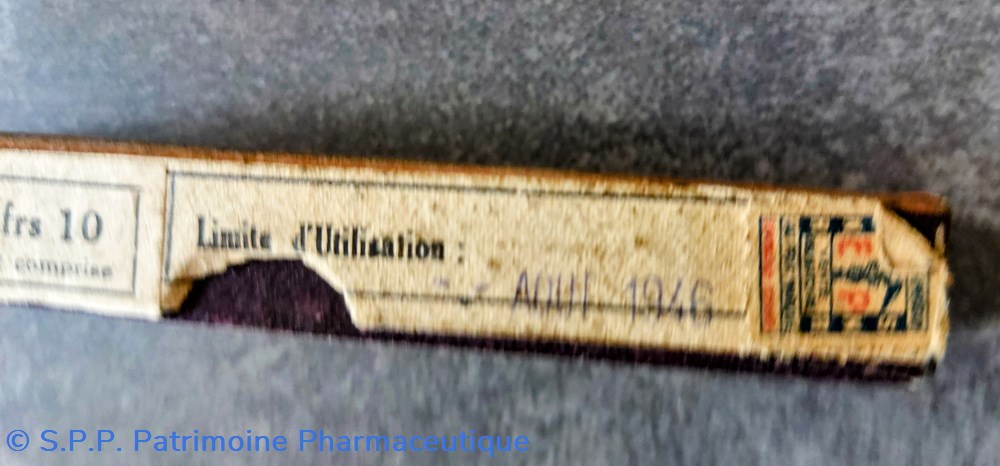 frs 10
comprise
Limite d'Utilisation :
AOUT 1946
E
P
© S.P.P. Patrimoine Pharmaceutique